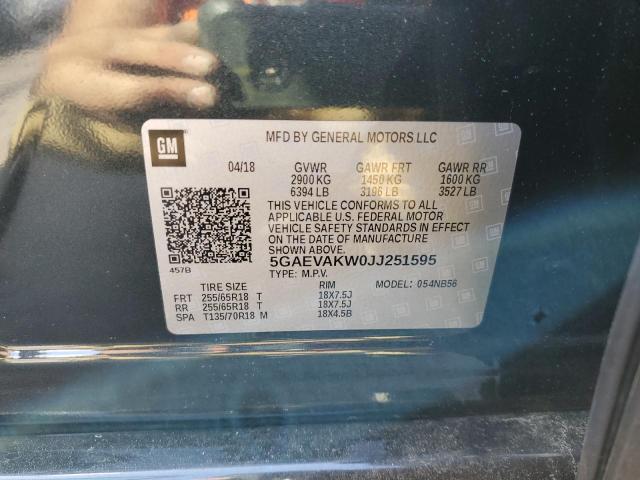 GM
MFD BY GENERAL MOTORS LLC
04/18 GVWR GAWR FRT GAWR RR
2900 KG 1450 KG 1600 KG
6394 LB 3196 LB 3527 LB
THIS VEHICLE CONFORMS TO ALL
APPLICABLE U.S. FEDERAL MOTOR
VEHICLE SAFETY STANDARDS IN
EFFECT ON THE DATE OF MANUFACTURE
SHOWN ABOVE.
5GAEVAKW0JJ251595
457B
TYPE: M.P.V.
TIRE SIZE RIM MODEL: 054NB56
FRT 255/65R18 T 18X7.5J
RR 255/65R18 T 18X7.5J
SPA T135/70R18 M 18X4.5B